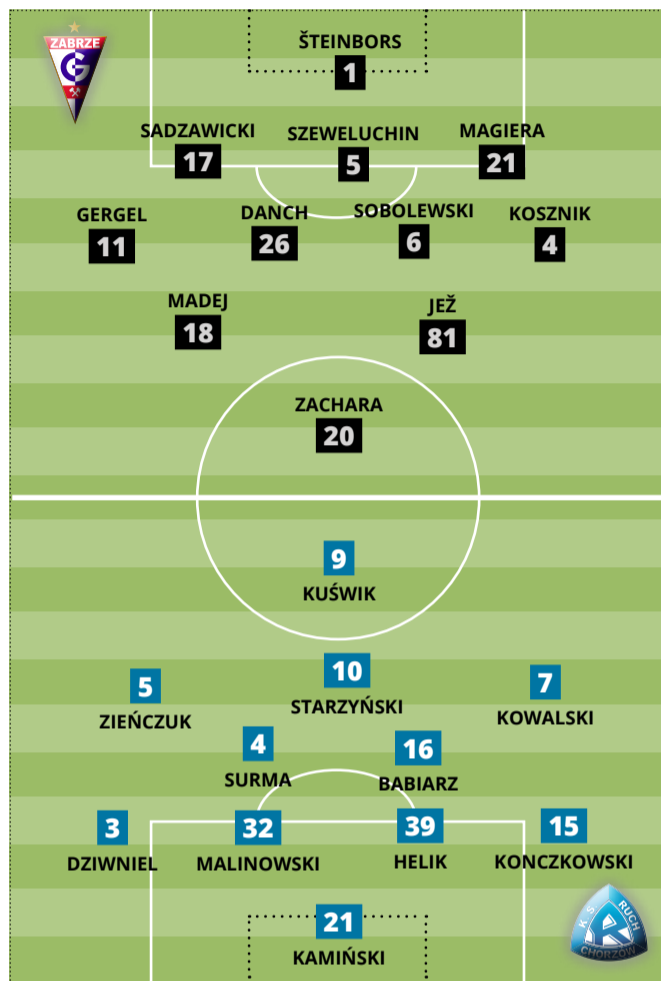 ZABRZE
G
ŠTEINBORS
1
SADZAWICKI
17
SZEWELUCHIN
5
MAGIERA
21
GERGEL
11
DANCH
26
SOBOLEWSKI
6
KOSZNIK
4
MADEJ
18
JEŽ
81
ZACHARA
20
9
KUŚWIK
5
ZIEŃCZUK
10
STARZYŃSKI
7
KOWALSKI
4
SURMA
16
BABIARZ
3
DZIWNIEL
32
MALINOWSKI
39
HELIK
15
KONCZKOWSKI
21
KAMIŃSKI
KS RUCH
R
CHORZÓW